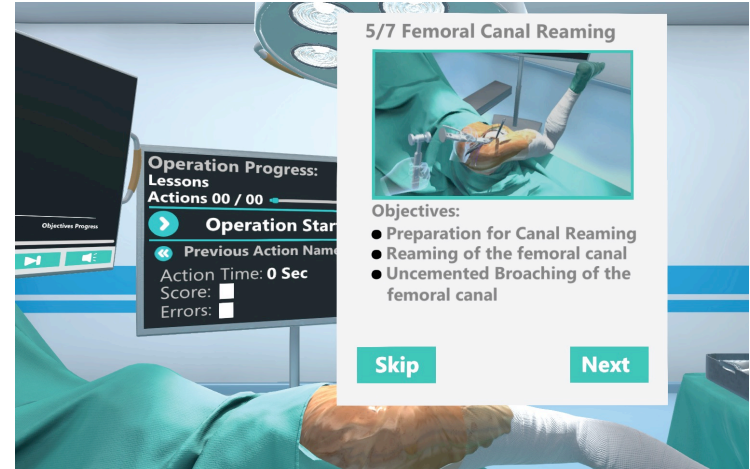 5/7 Femoral Canal Reaming
Objectives:
Preparation for Canal Reaming
Reaming of the femoral canal
Uncemented Broaching of the
femoral canal
Skip
Next
Operation Progress:
Lessons
Actions 00 / 00
Operation Star
Previous Action Name
Action Time: 0 Sec
Score:
Errors:
Objectives Progress